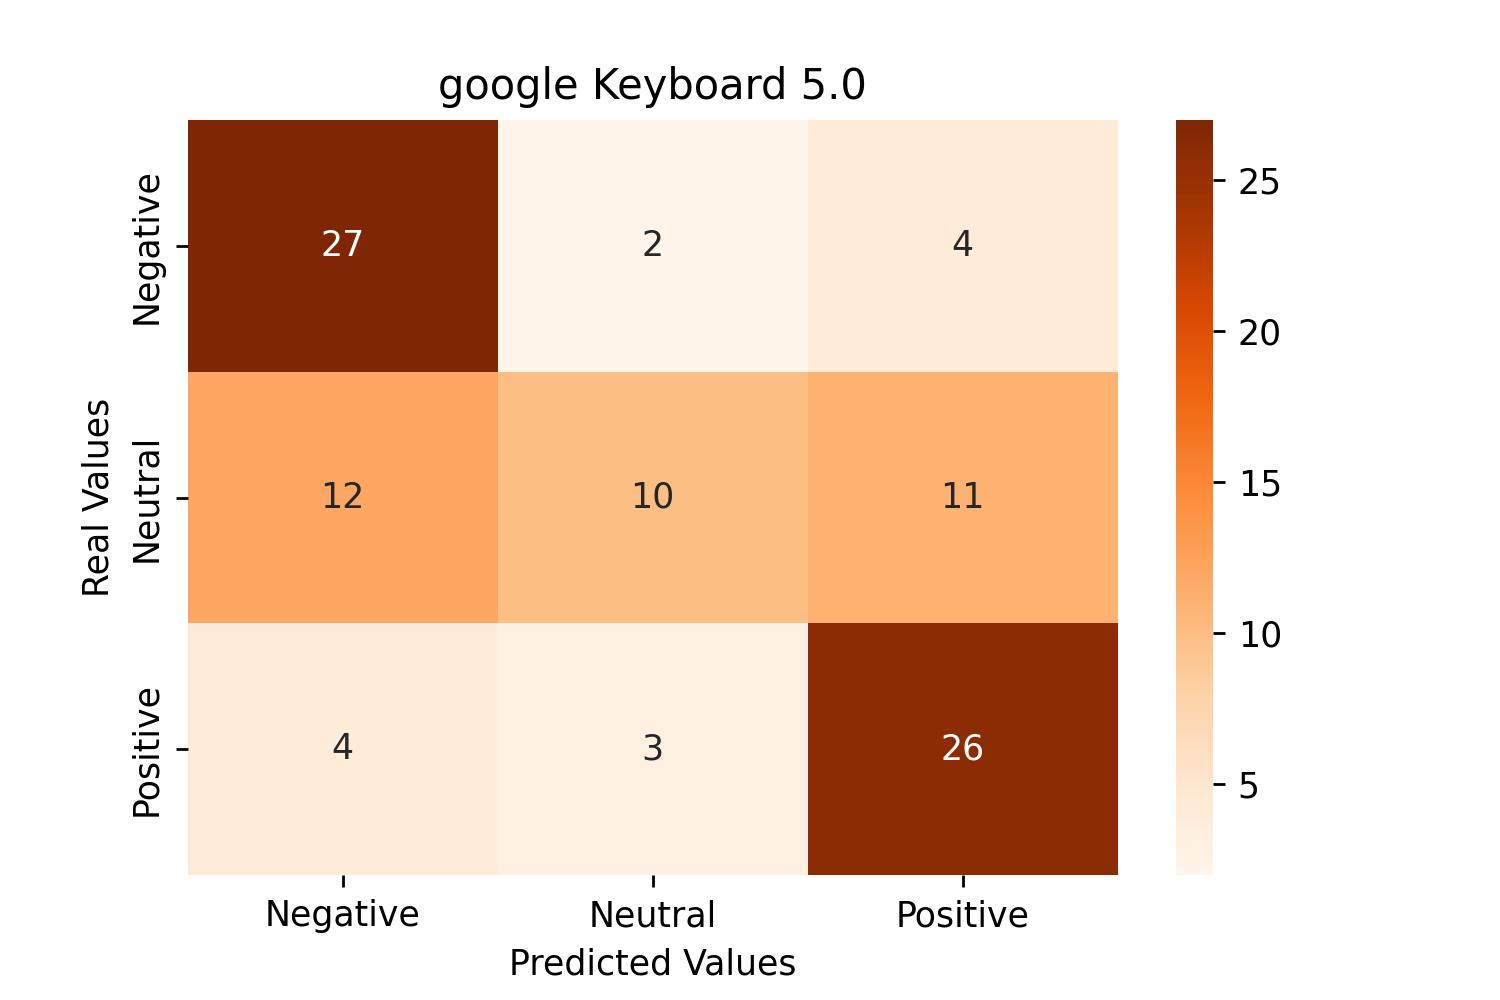 google Keyboard 5.0
Real Values
Negative
27 2 4
Neutral
12 10 11
Positive
4 3 26
Negative Neutral Positive
Predicted Values
25
20
15
10
5